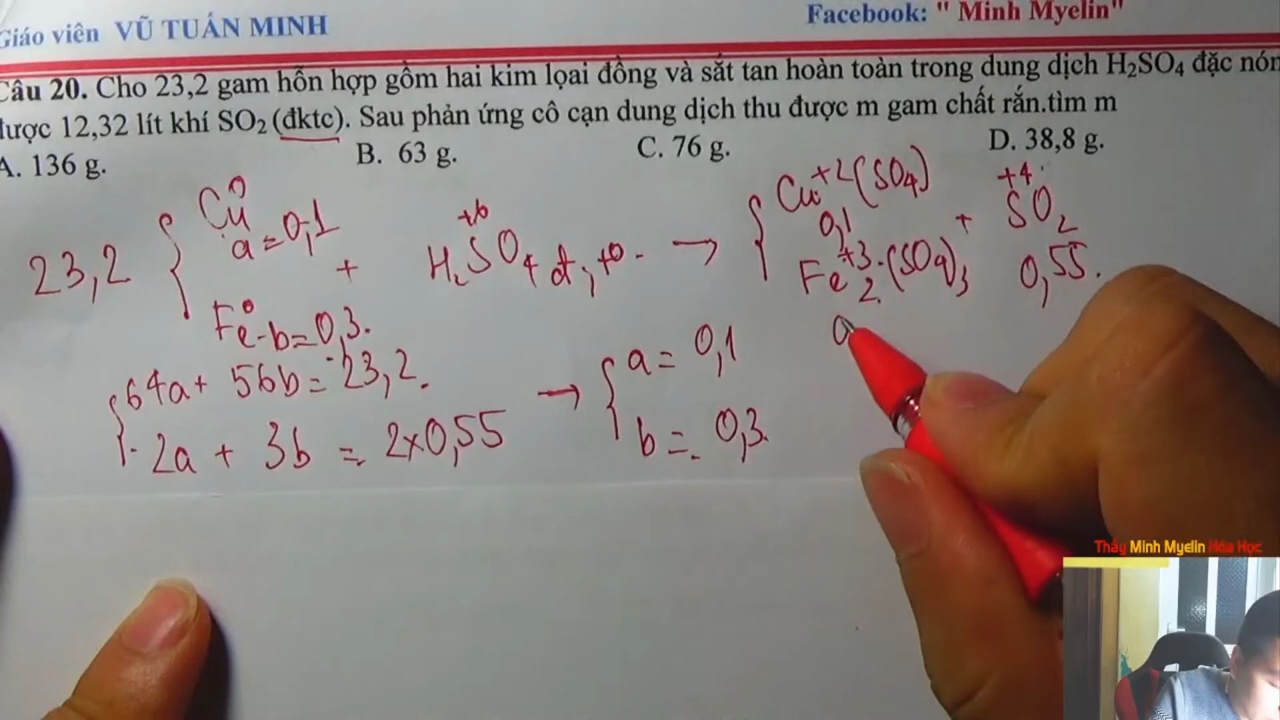 Giáo viên VŨ TUẤN MINH
Facebook: " Minh Myelin"
Câu 20. Cho 23,2 gam hỗn hợp gồm hai kim lọai đồng và sắt tan hoàn toàn trong dung dịch H₂SO₄ đặc nón
được 12,32 lít khí SO₂ (đktc). Sau phản ứng cô cạn dung dịch thu được m gam chất rắn.tìm m
A. 136 g. B. 63 g. C. 76 g. D. 38,8 g.
23,2 { Cu⁰ a = 0,1
Fe⁰ - b = 0,3.
+ H₂S⁺⁶O₄ đ, t⁰ → { Cu⁺²(SO₄) 0,1
Fe⁺³₂(SO₄)₃
+ S⁺⁴O₂ 0,55.
{ 64a + 56b = 23,2.
2a + 3b = 2×0,55
→ { a = 0,1
b = 0,3.
Thầy Minh Myelin Hóa Học